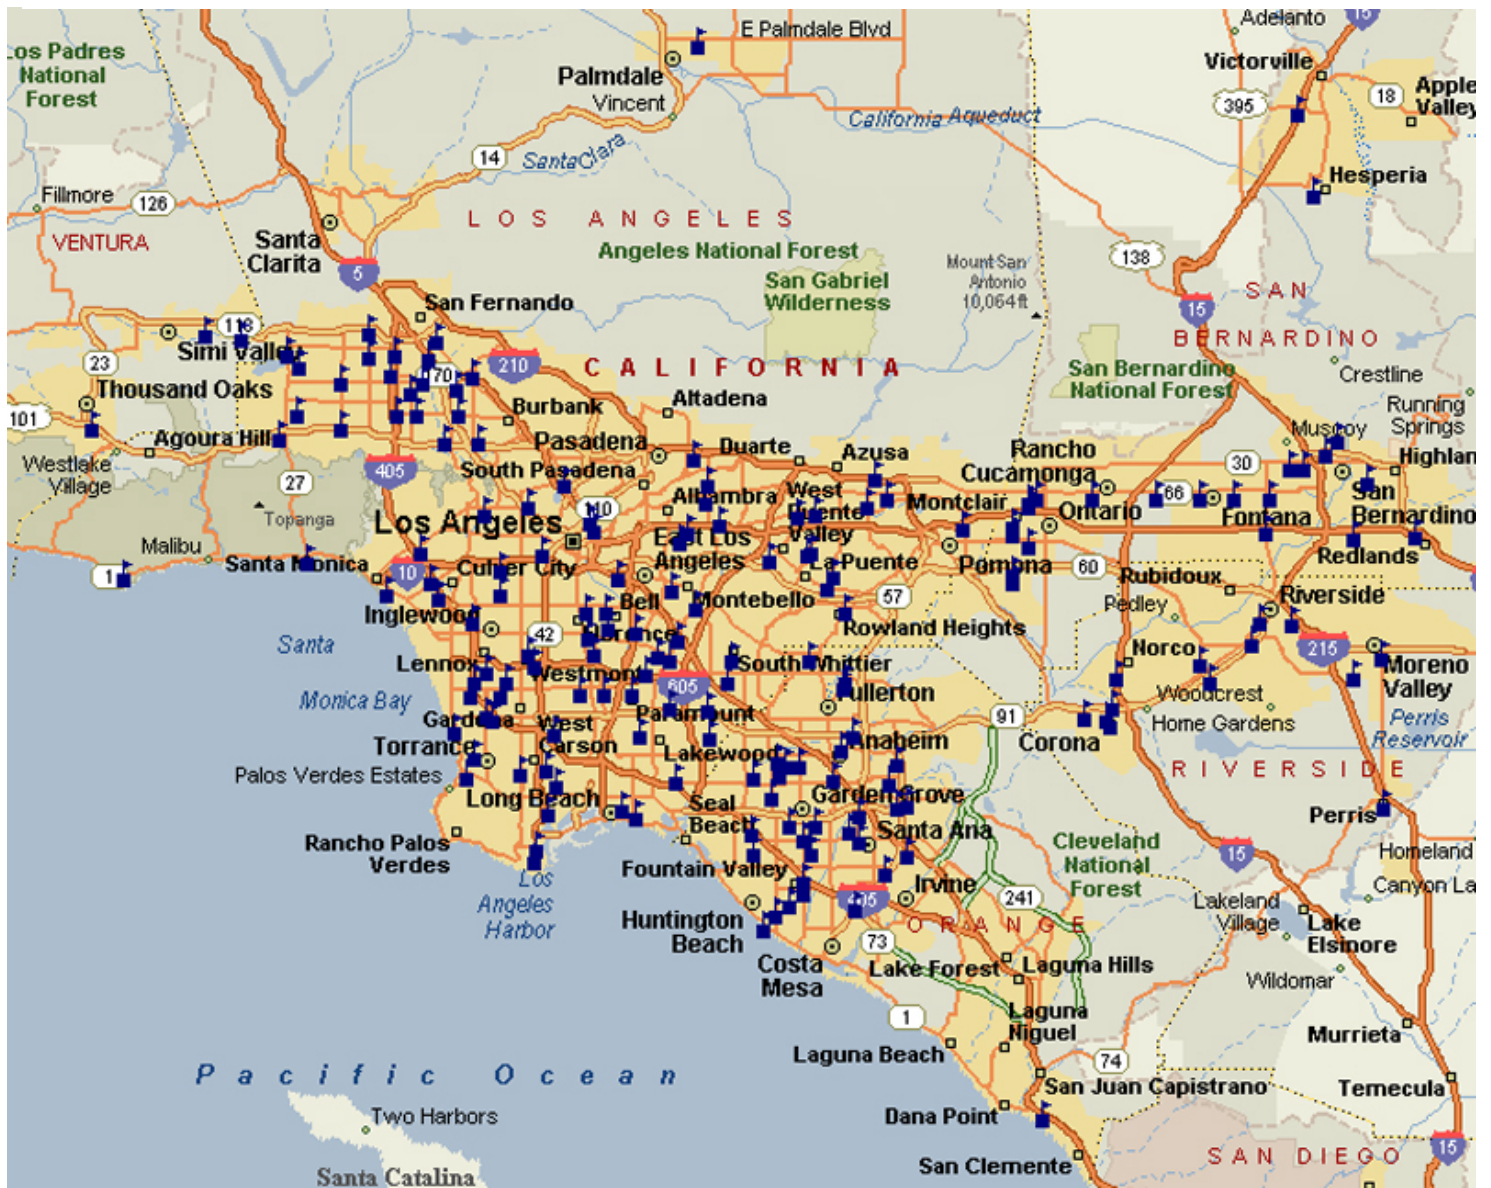 E Palmdale Blvd
Adelanto
15
Los Padres
National
Forest
Palmdale
Vincent
Victorville
395
18
Apple
Valley
California Aqueduct
14
Santa Clara
Fillmore
126
Hesperia
VENTURA
LOS ANGELES
Santa
Clarita
Angeles National Forest
138
5
San Gabriel
Wilderness
Mount San
Antonio
10,064 ft
SAN
BERNARDINO
15
San Fernando
118
Simi Valley
23
210
CALIFORNIA
San Bernardino
National Forest
Crestline
Thousand Oaks
70
Burbank
Altadena
Running
Springs
101
Agoura Hill
Pasadena
Duarte
Azusa
Rancho
Cucamonga
Muscoy
30
Highlan
Westlake
Village
27
405
South Pasadena
Alhambra
West
Puente
Valley
Montclair
66
San
Bernardino
Topanga
Los Angeles
110
East Los
Angeles
Ontario
Fontana
Redlands
Malibu
1
Santa Monica
10
Culver City
La Puente
Pomona
60
Rubidoux
Bell
Montebello
57
Pedley
Riverside
Inglewood
42
Florence
Rowland Heights
Santa
Monica Bay
Lennox
Westmont
South Whittier
Norco
215
Moreno
Valley
605
Fullerton
Woodcrest
Gardena
West
Carson
Paramount
91
Home Gardens
Perris
Reservoir
Torrance
Lakewood
Anaheim
Corona
Palos Verdes Estates
RIVERSIDE
Long Beach
Seal
Beach
Garden Grove
Perris
Rancho Palos
Verdes
Santa Ana
Cleveland
National
Forest
15
Homeland
Fountain Valley
Irvine
Canyon La
Los
Angeles
Harbor
405
241
Lakeland
Village
Lake
Elsinore
Huntington
Beach
ORANGE
73
Costa
Mesa
Lake Forest
Laguna Hills
Wildomar
1
Laguna
Niguel
Murrieta
Laguna Beach
74
Pacific Ocean
San Juan Capistrano
Temecula
Two Harbors
Dana Point
Santa Catalina
San Clemente
SAN DIEGO
15